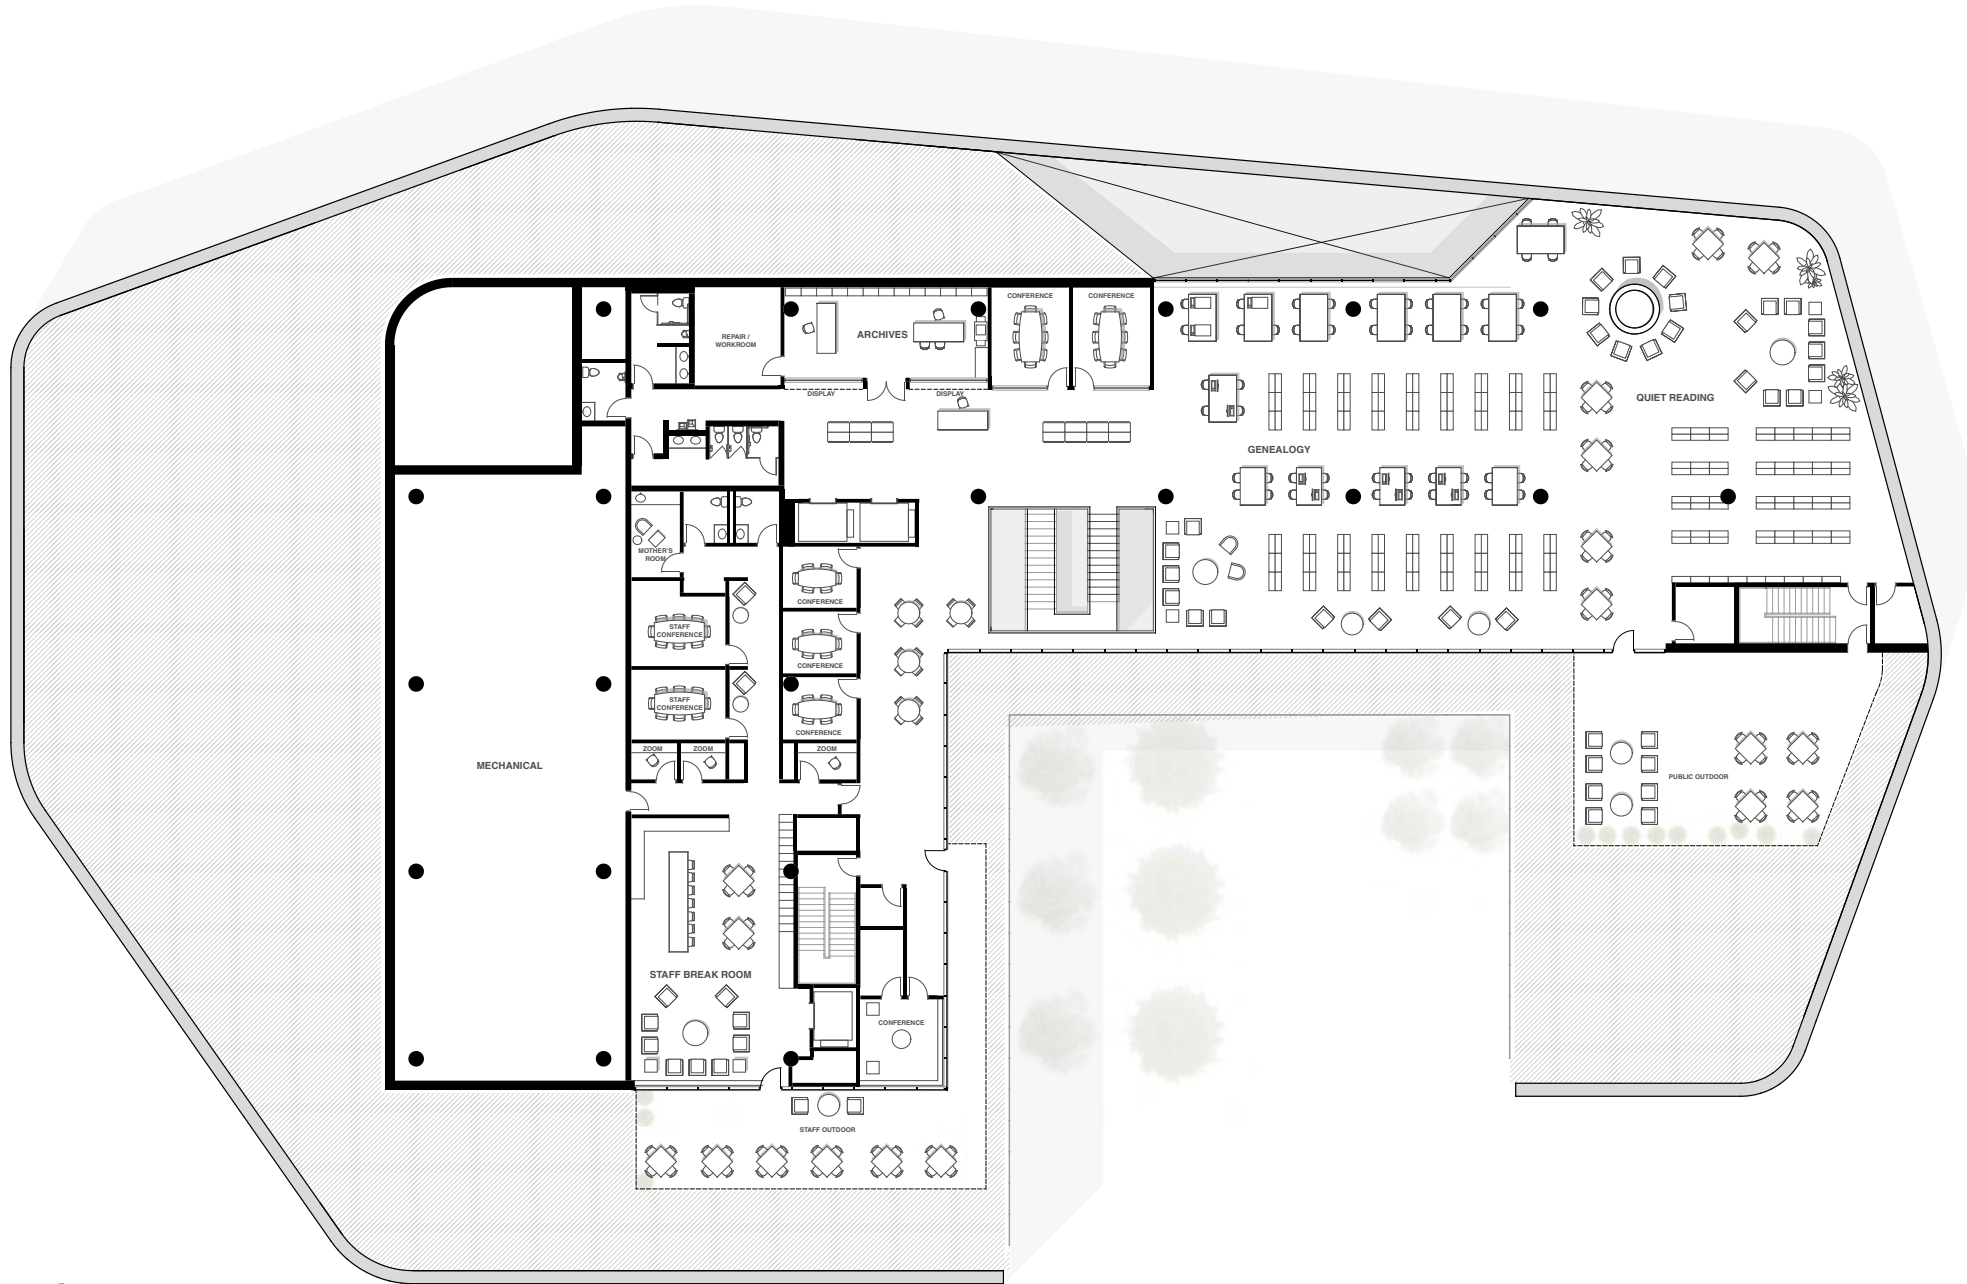 CONFERENCE
CONFERENCE
REPAIR /
WORKROOM
ARCHIVES
DISPLAY
DISPLAY
QUIET READING
GENEALOGY
MOTHER'S
ROOM
CONFERENCE
STAFF
CONFERENCE
CONFERENCE
STAFF
CONFERENCE
CONFERENCE
ZOOM
ZOOM
ZOOM
MECHANICAL
PUBLIC OUTDOOR
STAFF BREAK ROOM
CONFERENCE
STAFF OUTDOOR